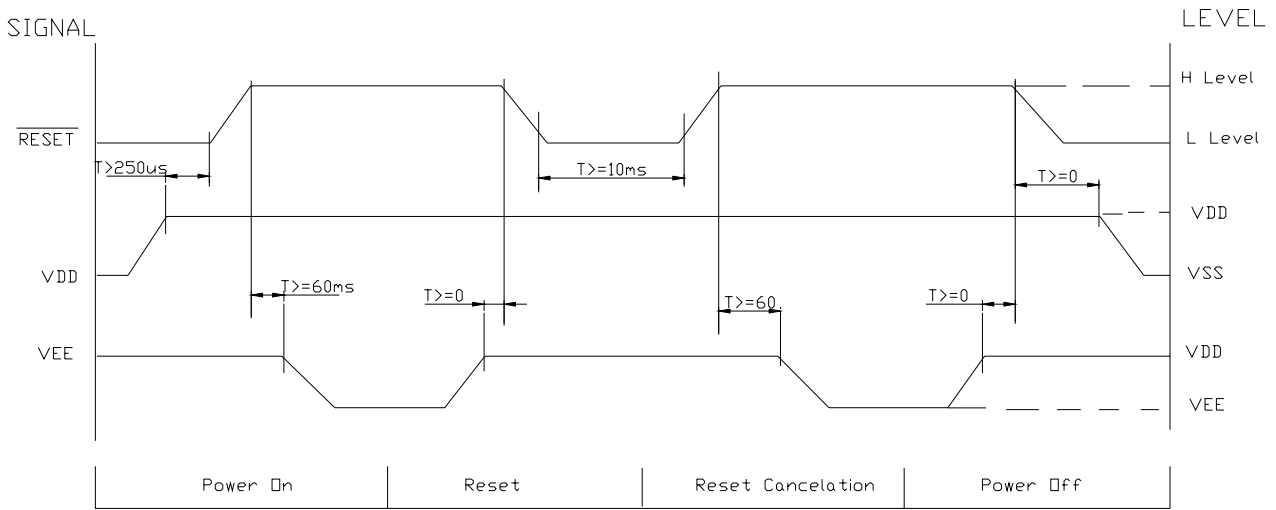 SIGNAL
LEVEL
H Level
RESET
L Level
T>250us
T>=10ms
T>=0
VDD
VDD
VSS
T>=60ms
T>=0
T>=60
T>=0
VEE
VDD
VEE
Power On
Reset
Reset Cancelation
Power Off